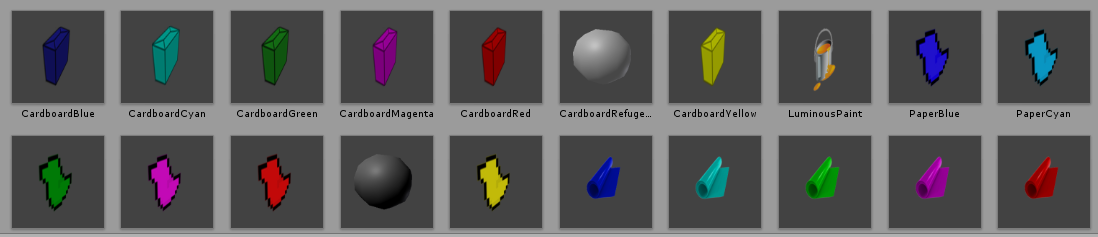 CardboardBlue
CardboardCyan
CardboardGreen
CardboardMagenta
CardboardRed
CardboardRefuge...
CardboardYellow
LuminousPaint
PaperBlue
PaperCyan